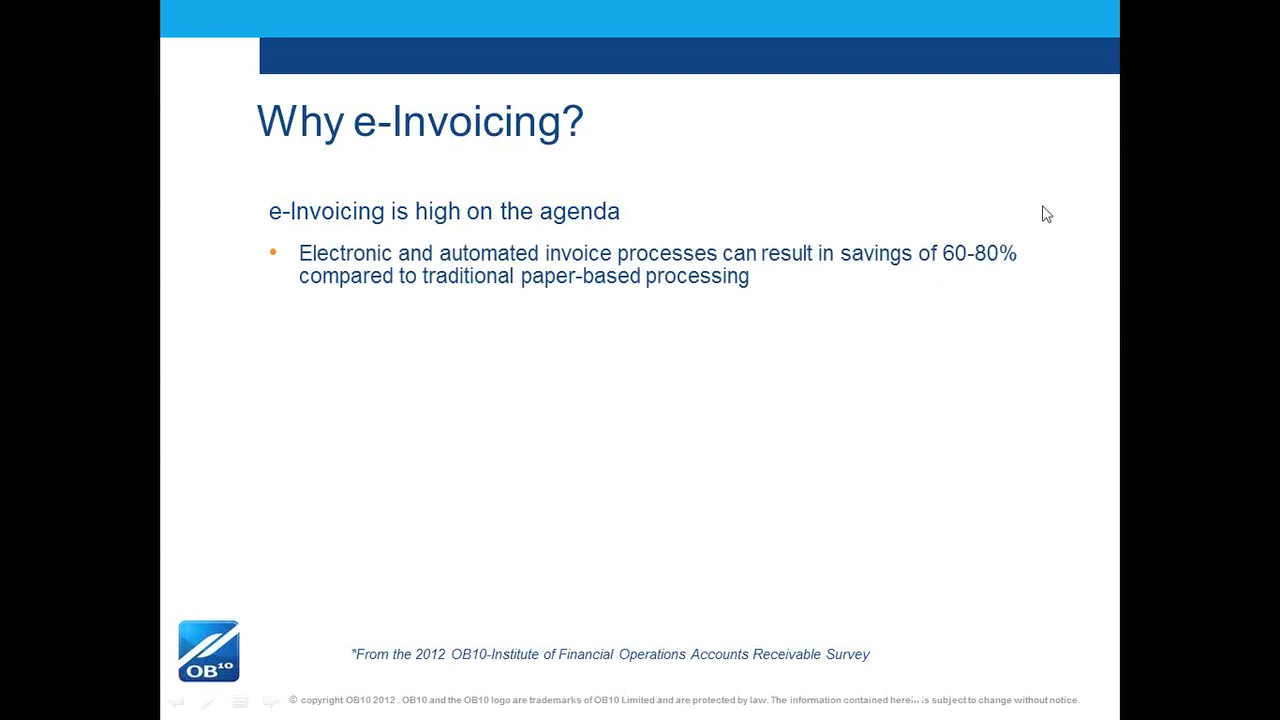 Why e-Invoicing?
e-Invoicing is high on the agenda
• Electronic and automated invoice processes can result in savings of 60-80%
compared to traditional paper-based processing
*From the 2012 OB10-Institute of Financial Operations Accounts Receivable Survey
OB10
© copyright OB10 2012 . OB10 and the OB10 logo are trademarks of OB10 Limited and are protected by law. The information contained herein is subject to change without notice.